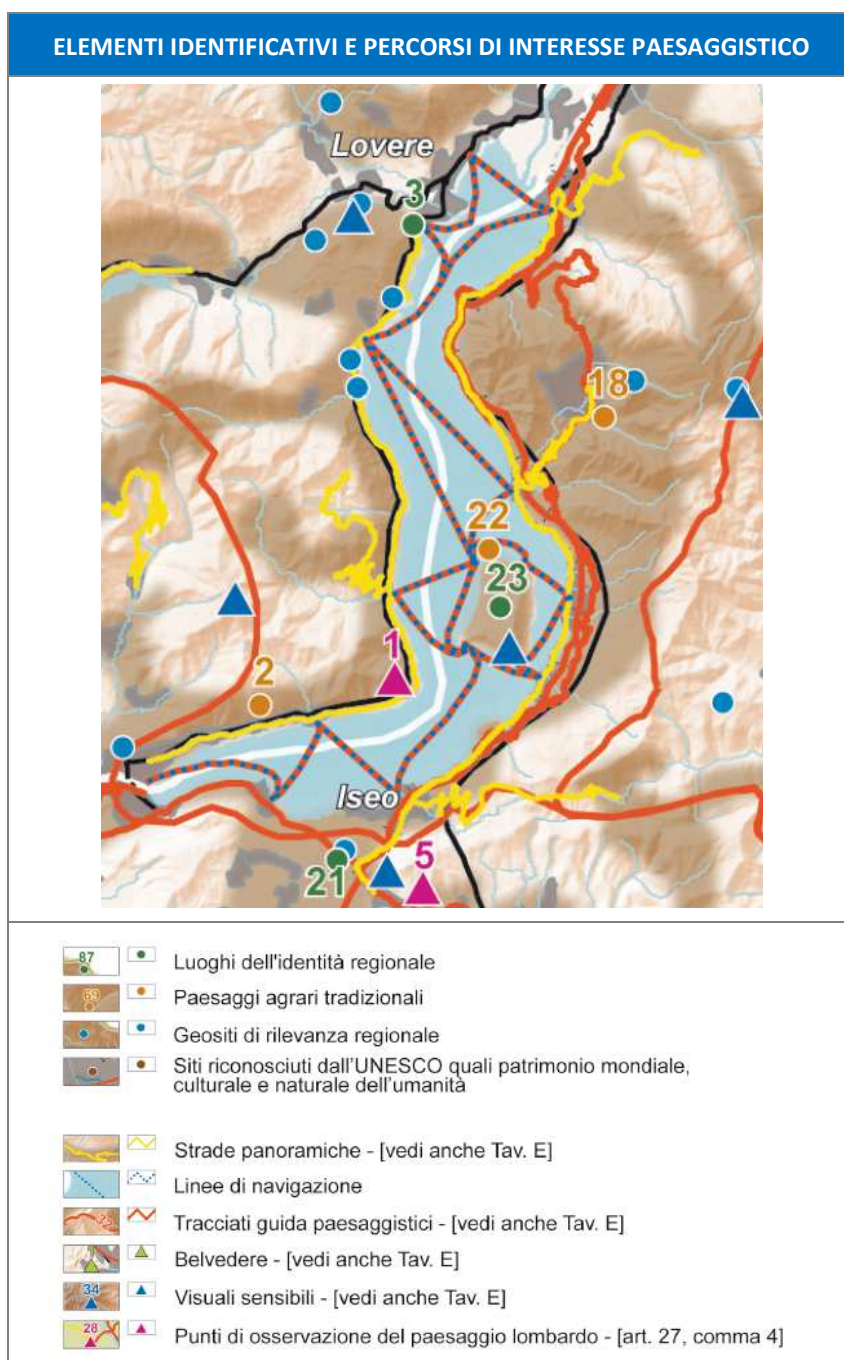 ELEMENTI IDENTIFICATIVI E PERCORSI DI INTERESSE PAESAGGISTICO
Lovere
3
18
22
23
1
2
Iseo
21
5
87
Luoghi dell'identità regionale
69
Paesaggi agrari tradizionali
Geositi di rilevanza regionale
Siti riconosciuti dall'UNESCO quali patrimonio mondiale,
culturale e naturale dell'umanità
Strade panoramiche - [vedi anche Tav. E]
Linee di navigazione
32
Tracciati guida paesaggistici - [vedi anche Tav. E]
Belvedere - [vedi anche Tav. E]
34
Visuali sensibili - [vedi anche Tav. E]
28
Punti di osservazione del paesaggio lombardo - [art. 27, comma 4]